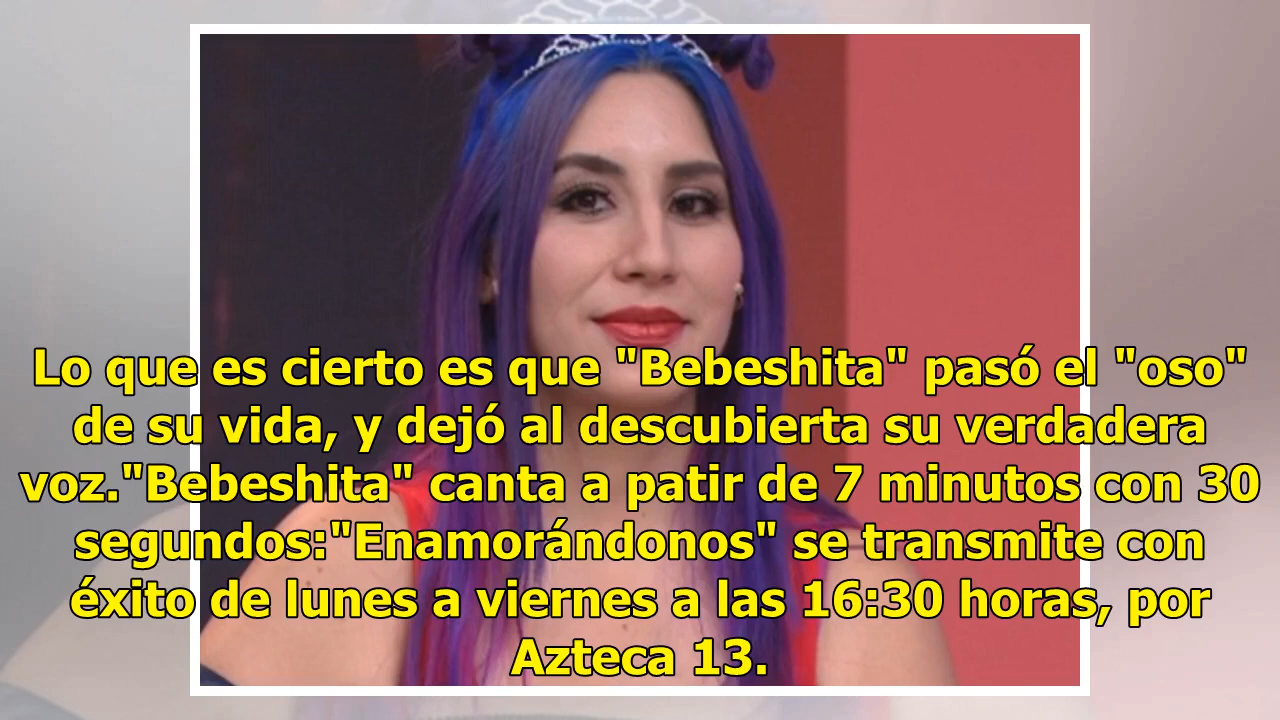 Lo que es cierto es que "Bebeshita" pasó el "oso"
de su vida, y dejó al descubierta su verdadera
voz."Bebeshita" canta a patir de 7 minutos con 30
segundos:"Enamorándonos" se transmite con
éxito de lunes a viernes a las 16:30 horas, por
Azteca 13.